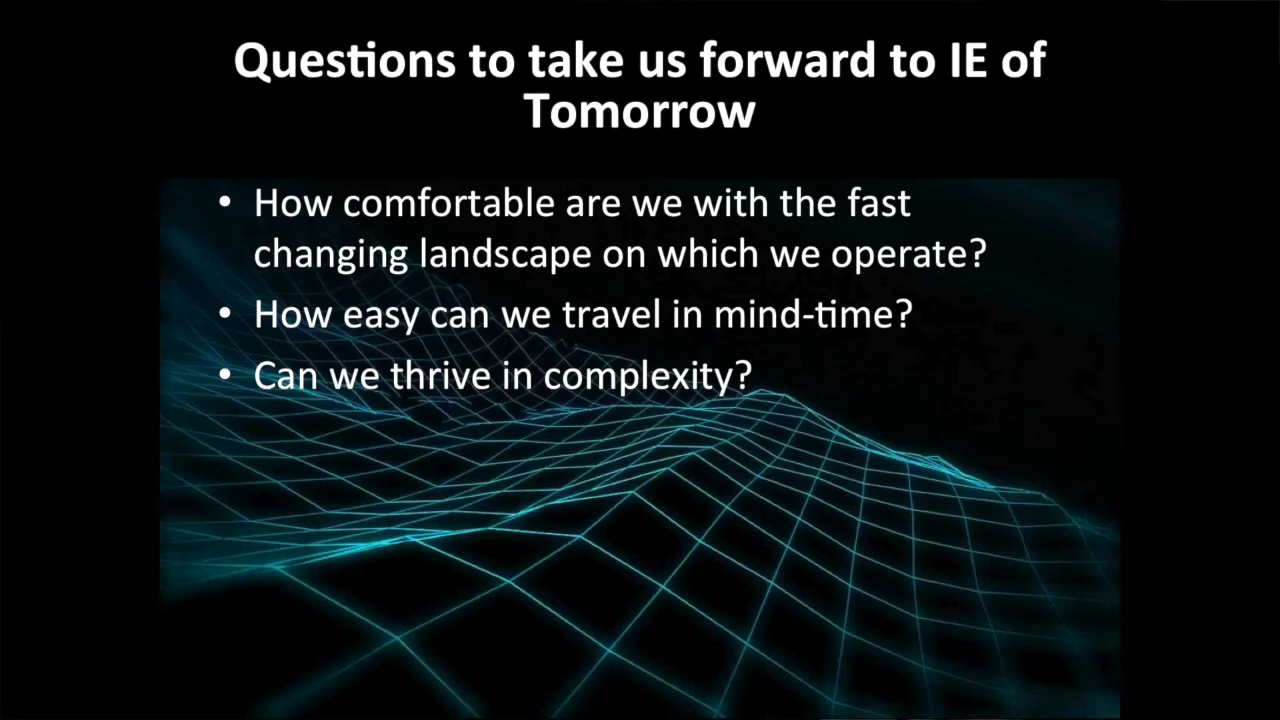 Questions to take us forward to IE of
Tomorrow
• How comfortable are we with the fast
changing landscape on which we operate?
• How easy can we travel in mind-time?
• Can we thrive in complexity?